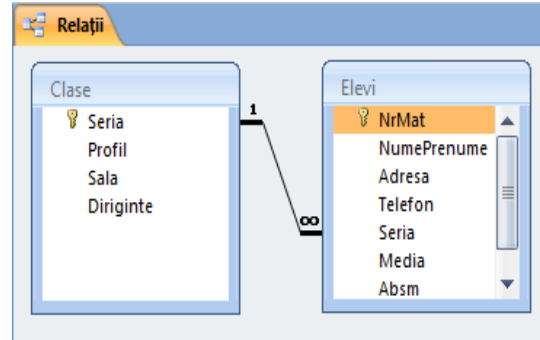 Relații
Clase
Seria
Profil
Sala
Diriginte
1
∞
Elevi
NrMat
NumePrenume
Adresa
Telefon
Seria
Media
Absm